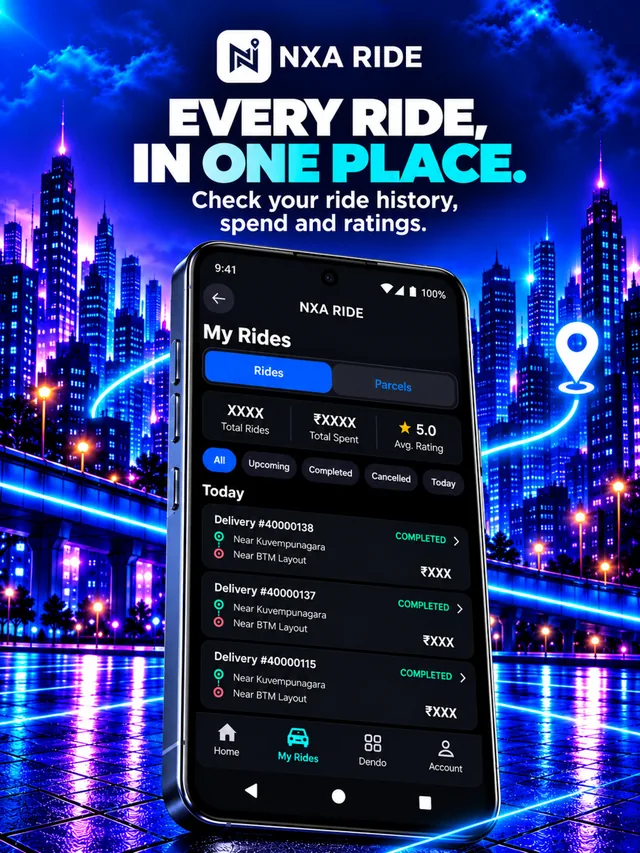 NXA RIDE
EVERY RIDE,
IN ONE PLACE.
Check your ride history,
spend and ratings.
9:41
100%
NXA RIDE
My Rides
Rides
Parcels
XXXX
Total Rides
₹XXXX
Total Spent
5.0
Avg. Rating
All
Upcoming
Completed
Cancelled
Today
Today
Delivery #40000138
COMPLETED
Near Kuvempunagara
Near BTM Layout
₹XXX
Delivery #40000137
COMPLETED
Near Kuvempunagara
Near BTM Layout
₹XXX
Delivery #40000115
COMPLETED
Near Kuvempunagara
Near BTM Layout
₹XXX
Home
My Rides
Dendo
Account